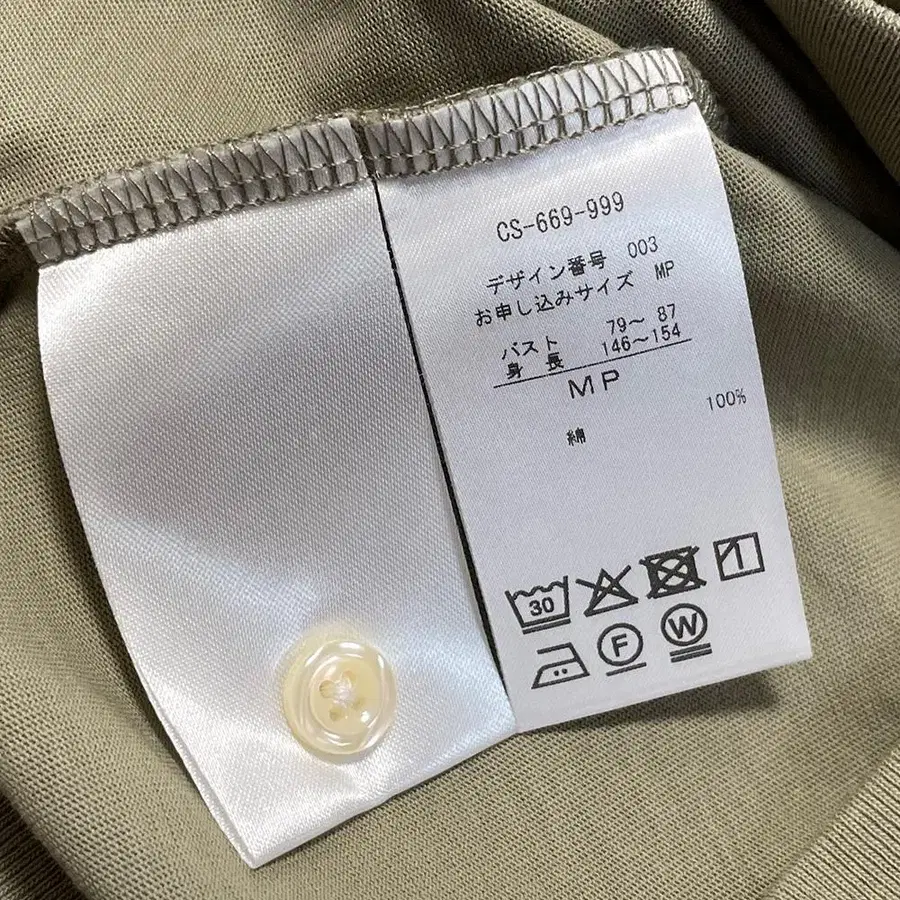 CS-669-999
デザイン番号 003
お申し込みサイズ MP
バスト 79〜 87
身 長 146〜154
MP
綿 100%
30
F W